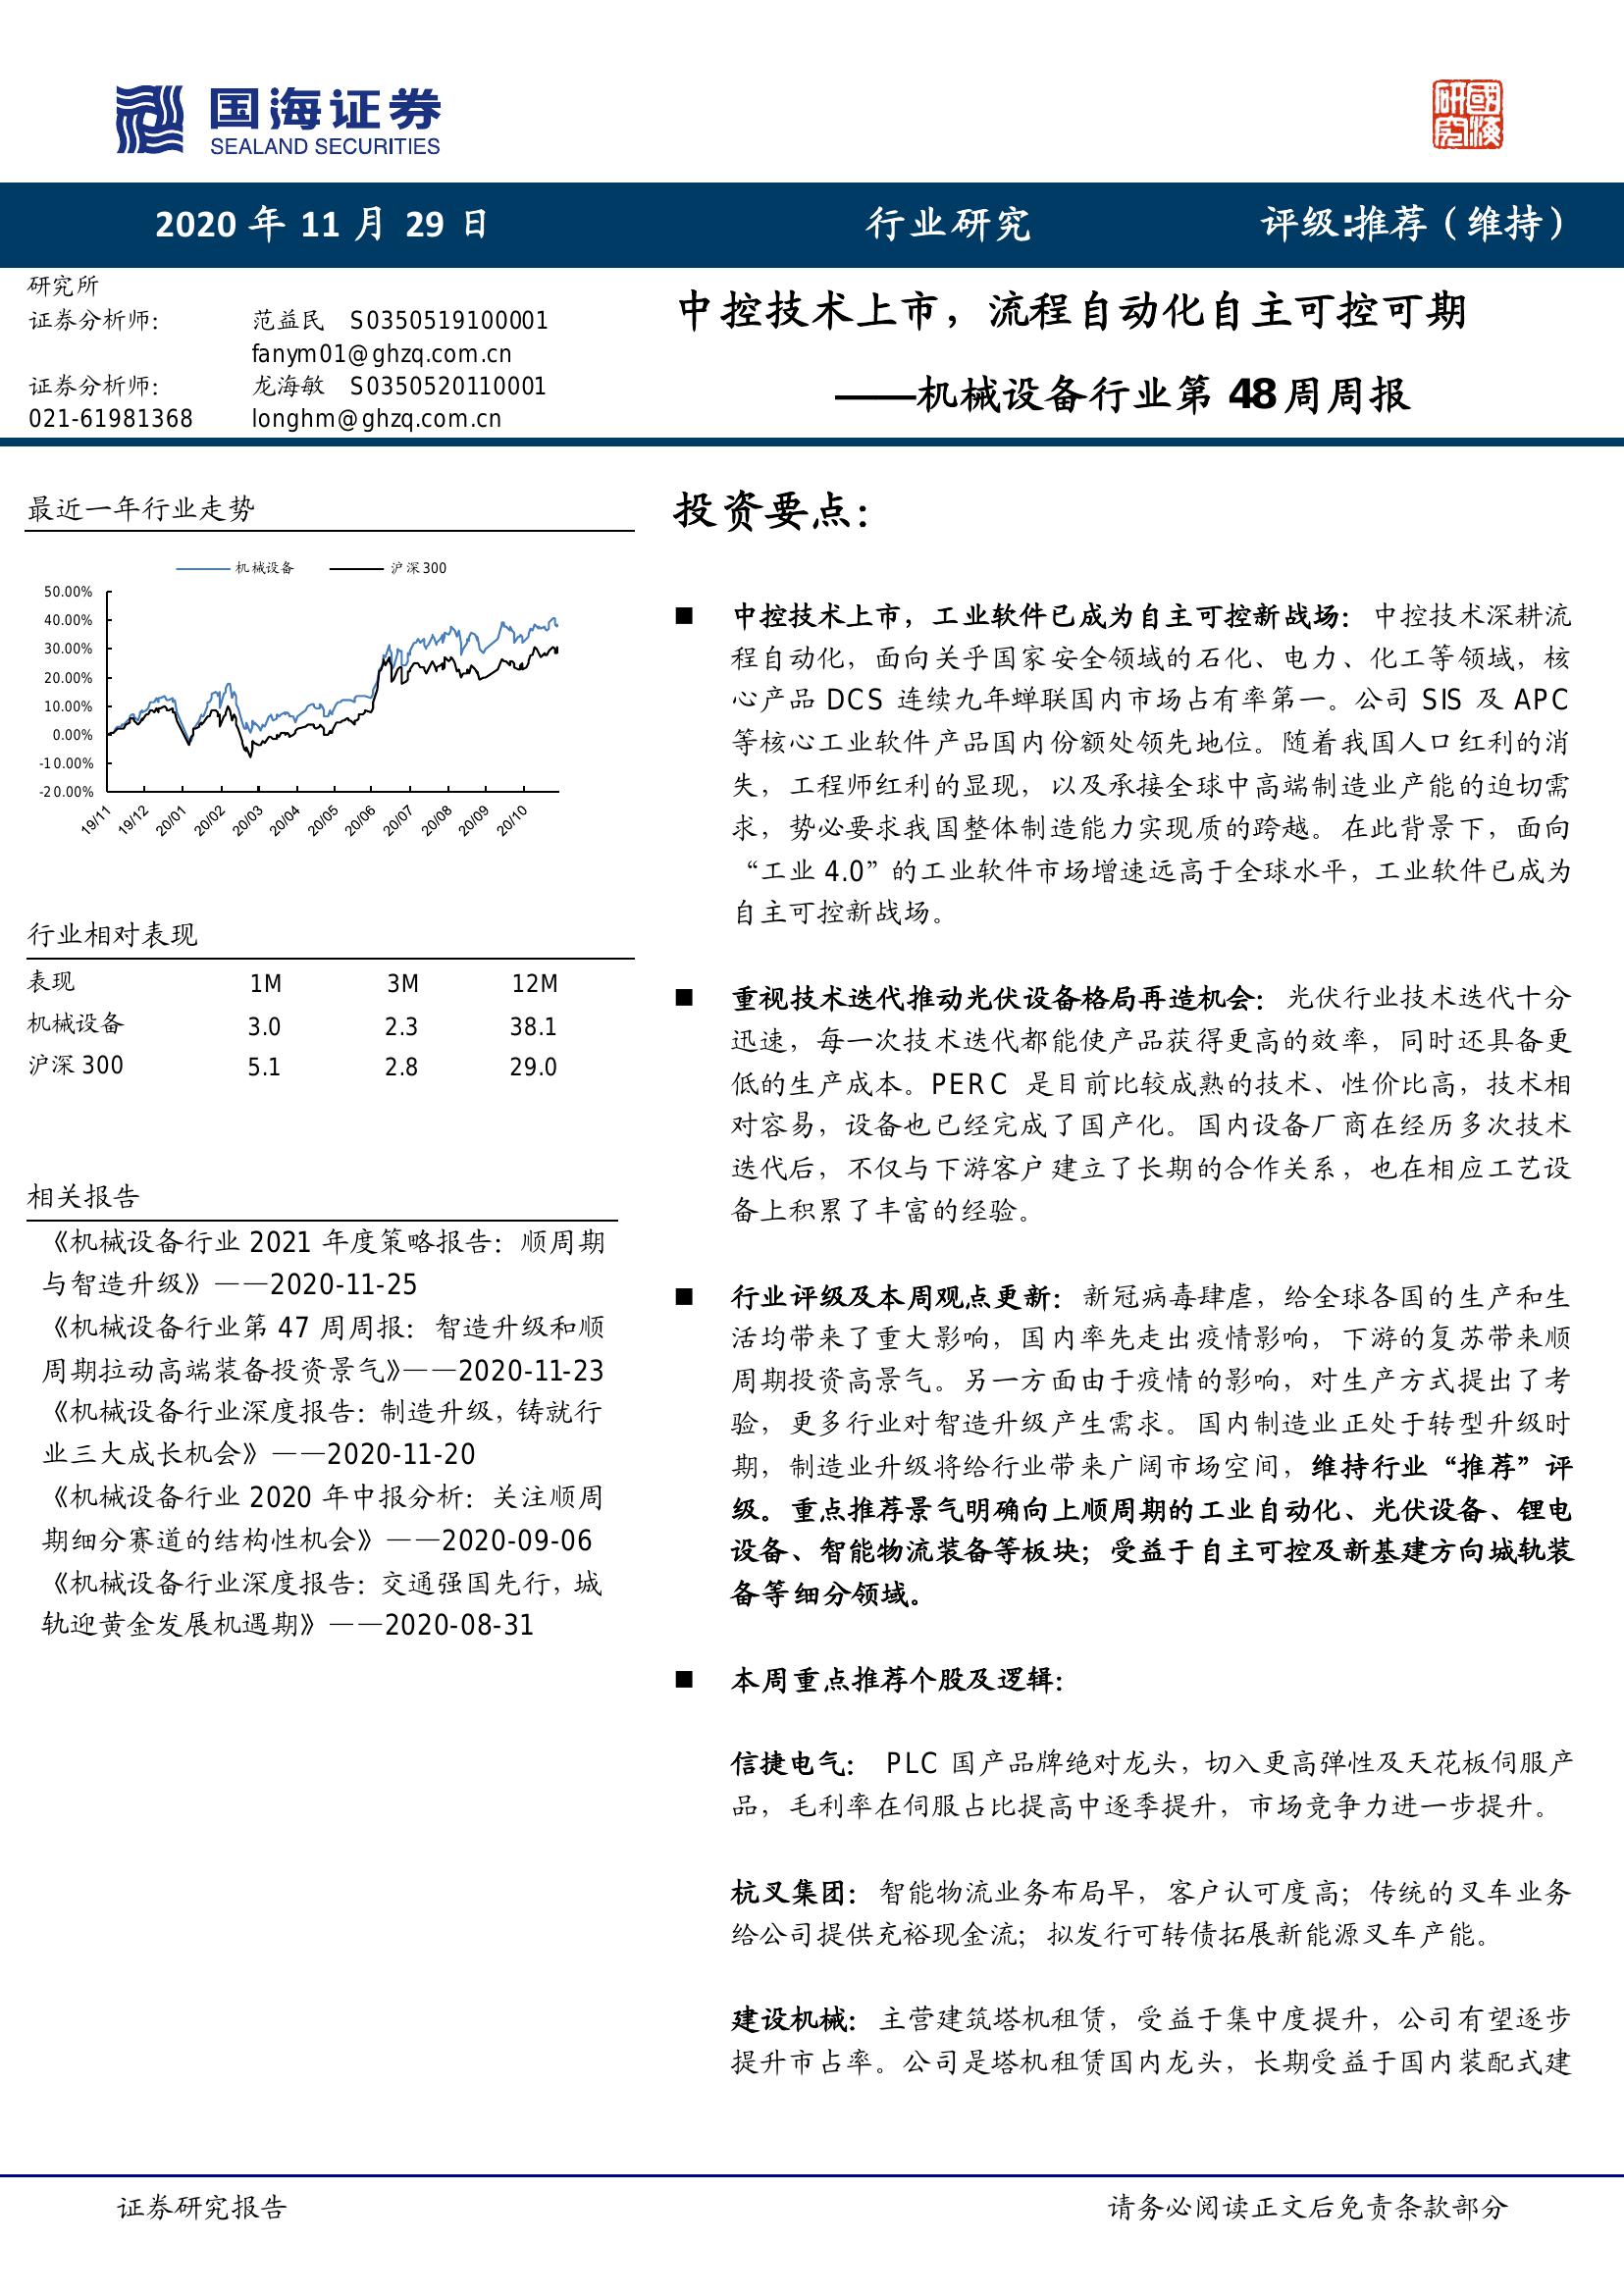 国海证券
SEALAND SECURITIES
國海研究
2020 年 11 月 29 日
行业研究
评级:推荐（维持）
研究所
证券分析师： 范益民 S0350519100001
fanym01@ghzq.com.cn
证券分析师： 龙海敏 S0350520110001
021-61981368 longhm@ghzq.com.cn
中控技术上市，流程自动化自主可控可期
——机械设备行业第 48 周周报
最近一年行业走势
机械设备 沪深 300
50.00%
40.00%
30.00%
20.00%
10.00%
0.00%
-10.00%
-20.00%
19/11 19/12 20/01 20/02 20/03 20/04 20/05 20/06 20/07 20/08 20/09 20/10
行业相对表现
表现 1M 3M 12M
机械设备 3.0 2.3 38.1
沪深 300 5.1 2.8 29.0
相关报告
《机械设备行业 2021 年度策略报告：顺周期
与智造升级》——2020-11-25
《机械设备行业第 47 周周报：智造升级和顺
周期拉动高端装备投资景气》——2020-11-23
《机械设备行业深度报告：制造升级，铸就行
业三大成长机会》——2020-11-20
《机械设备行业 2020 年中报分析：关注顺周
期细分赛道的结构性机会》——2020-09-06
《机械设备行业深度报告：交通强国先行，城
轨迎黄金发展机遇期》——2020-08-31
投资要点：
■ 中控技术上市，工业软件已成为自主可控新战场：中控技术深耕流
程自动化，面向关乎国家安全领域的石化、电力、化工等领域，核
心产品 DCS 连续九年蝉联国内市场占有率第一。公司 SIS 及 APC
等核心工业软件产品国内份额处领先地位。随着我国人口红利的消
失，工程师红利的显现，以及承接全球中高端制造业产能的迫切需
求，势必要求我国整体制造能力实现质的跨越。在此背景下，面向
“工业 4.0”的工业软件市场增速远高于全球水平，工业软件已成为
自主可控新战场。
■ 重视技术迭代推动光伏设备格局再造机会：光伏行业技术迭代十分
迅速，每一次技术迭代都能使产品获得更高的效率，同时还具备更
低的生产成本。PERC 是目前比较成熟的技术、性价比高，技术相
对容易，设备也已经完成了国产化。国内设备厂商在经历多次技术
迭代后，不仅与下游客户建立了长期的合作关系，也在相应工艺设
备上积累了丰富的经验。
■ 行业评级及本周观点更新：新冠病毒肆虐，给全球各国的生产和生
活均带来了重大影响，国内率先走出疫情影响，下游的复苏带来顺
周期投资高景气。另一方面由于疫情的影响，对生产方式提出了考
验，更多行业对智造升级产生需求。国内制造业正处于转型升级时
期，制造业升级将给行业带来广阔市场空间，维持行业“推荐”评
级。重点推荐景气明确向上顺周期的工业自动化、光伏设备、锂电
设备、智能物流装备等板块；受益于自主可控及新基建方向城轨装
备等细分领域。
■ 本周重点推荐个股及逻辑：
信捷电气： PLC 国产品牌绝对龙头，切入更高弹性及天花板伺服产
品，毛利率在伺服占比提高中逐季提升，市场竞争力进一步提升。
杭叉集团：智能物流业务布局早，客户认可度高；传统的叉车业务
给公司提供充裕现金流；拟发行可转债拓展新能源叉车产能。
建设机械：主营建筑塔机租赁，受益于集中度提升，公司有望逐步
提升市占率。公司是塔机租赁国内龙头，长期受益于国内装配式建
证券研究报告
请务必阅读正文后免责条款部分